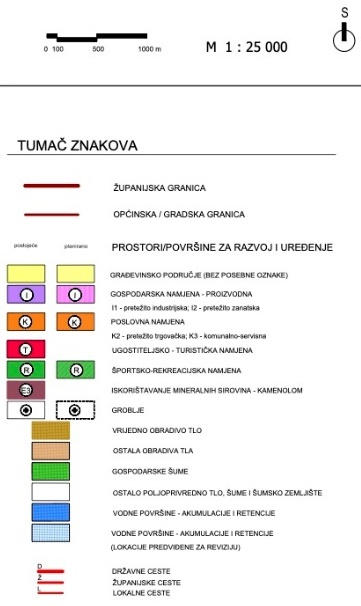 S
0 100 500 1000 m
M 1 : 25 000
TUMAČ ZNAKOVA
ŽUPANIJSKA GRANICA
OPĆINSKA / GRADSKA GRANICA
postojeće planirano PROSTORI/POVRŠINE ZA RAZVOJ I UREĐENJE
GRAĐEVINSKO PODRUČJE (BEZ POSEBNE OZNAKE)
I I GOSPODARSKA NAMJENA - PROIZVODNA
I1 - pretežito industrijska; I2 - pretežito zanatska
K K POSLOVNA NAMJENA
K2 - pretežito trgovačka; K3 - komunalno-servisna
T UGOSTITELJSKO - TURISTIČKA NAMJENA
R R ŠPORTSKO-REKREACIJSKA NAMJENA
E3 ISKORIŠTAVANJE MINERALNIH SIROVINA - KAMENOLOM
GROBLJE
VRIJEDNO OBRADIVO TLO
OSTALA OBRADIVA TLA
GOSPODARSKE ŠUME
OSTALO POLJOPRIVREDNO TLO, ŠUME I ŠUMSKO ZEMLJIŠTE
VODNE POVRŠINE - AKUMULACIJE I RETENCIJE
VODNE POVRŠINE - AKUMULACIJE I RETENCIJE
(LOKACIJE PREDVIĐENE ZA REVIZIJU)
D DRŽAVNE CESTE
Ž ŽUPANIJSKE CESTE
L LOKALNE CESTE